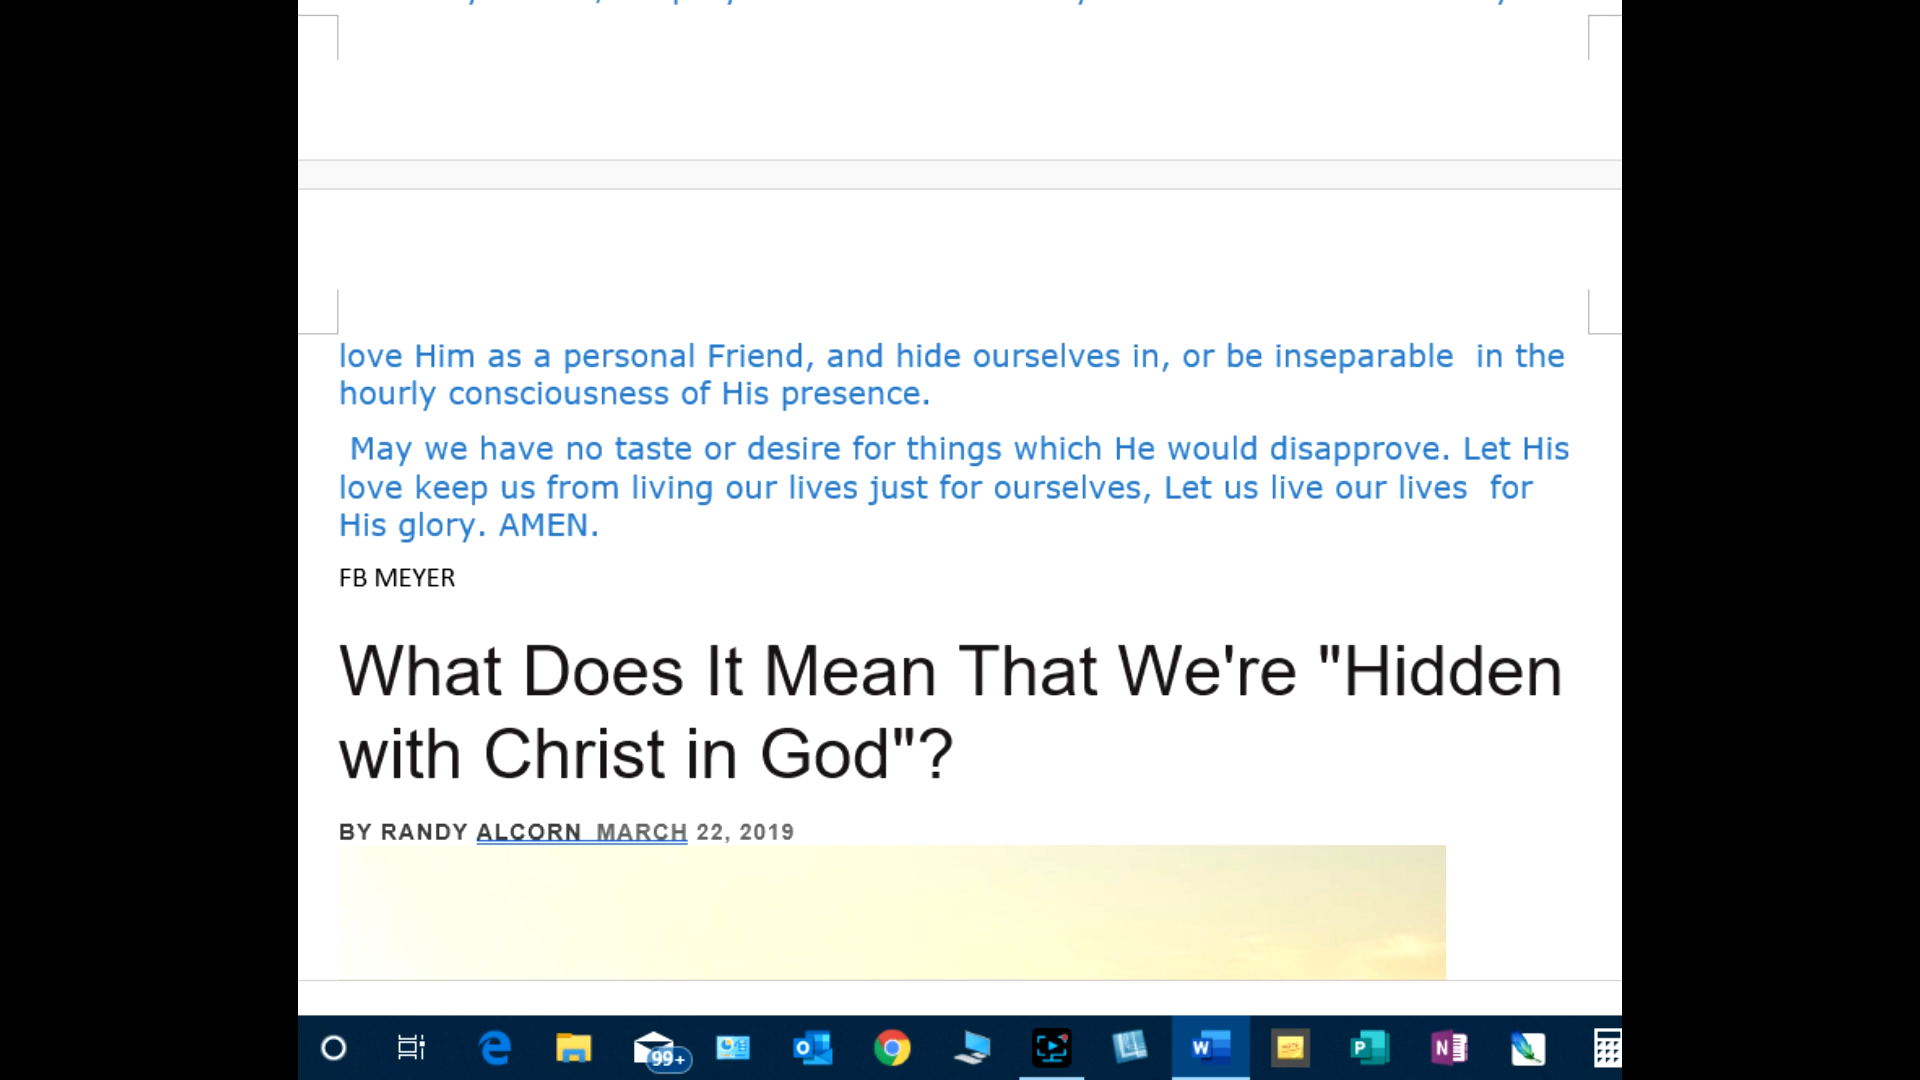 love Him as a personal Friend, and hide ourselves in, or be inseparable  in the
hourly consciousness of His presence.
May we have no taste or desire for things which He would disapprove. Let His
love keep us from living our lives just for ourselves, Let us live our lives  for
His glory. AMEN.
FB MEYER
What Does It Mean That We're "Hidden
with Christ in God"?
BY RANDY ALCORN  MARCH 22, 2019
99+